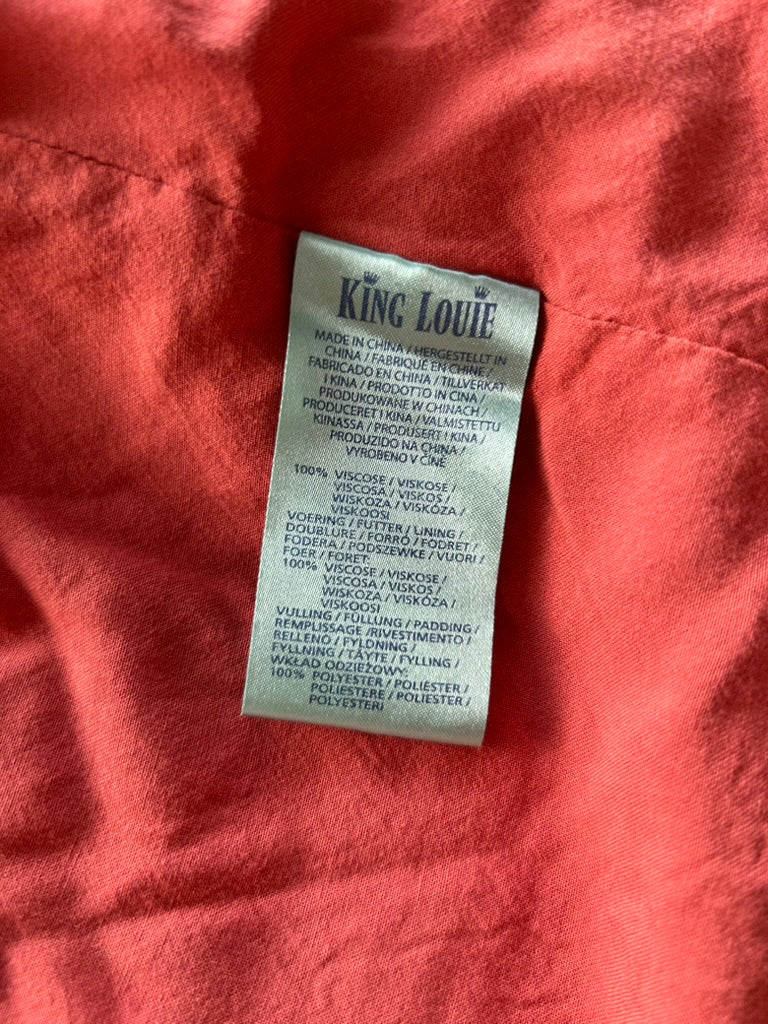 KING LOUIE
MADE IN CHINA / HERGESTELLT IN
CHINA / FABRIQUÉ EN CHINE /
FABRICADO EN CHINA / TILLVERKAT
I KINA / PRODOTTO IN CINA /
PRODUKOWANE W CHINACH /
PRODUCERET I KINA / VALMISTETTU
KIINASSA / PRODUSERT I KINA /
PRODUZIDO NA CHINA /
VYROBENO V ČÍNĚ
100% VISCOSE / VISKOSE /
VISCOSA / VISKOS /
WISKOZA / VISKÓZA /
VISKOOSI
VOERING / FUTTER / LINING /
DOUBLURE / FORRO / FODRET /
FODERA / PODSZEWKE / VUORI /
FOER / FORET
100% VISCOSE / VISKOSE /
VISCOSA / VISKOS /
WISKOZA / VISKÓZA /
VISKOOSI
VULLING / FÜLLUNG / PADDING /
REMPLISSAGE /RIVESTIMENTO /
RELLENO / FYLDNING /
FYLLNING / TÄYTE / FYLLING /
WKŁAD ODZIEŻOWY:
100% POLYESTER / POLIÉSTER /
POLIESTERE / POLIESTER /
POLYESTERI